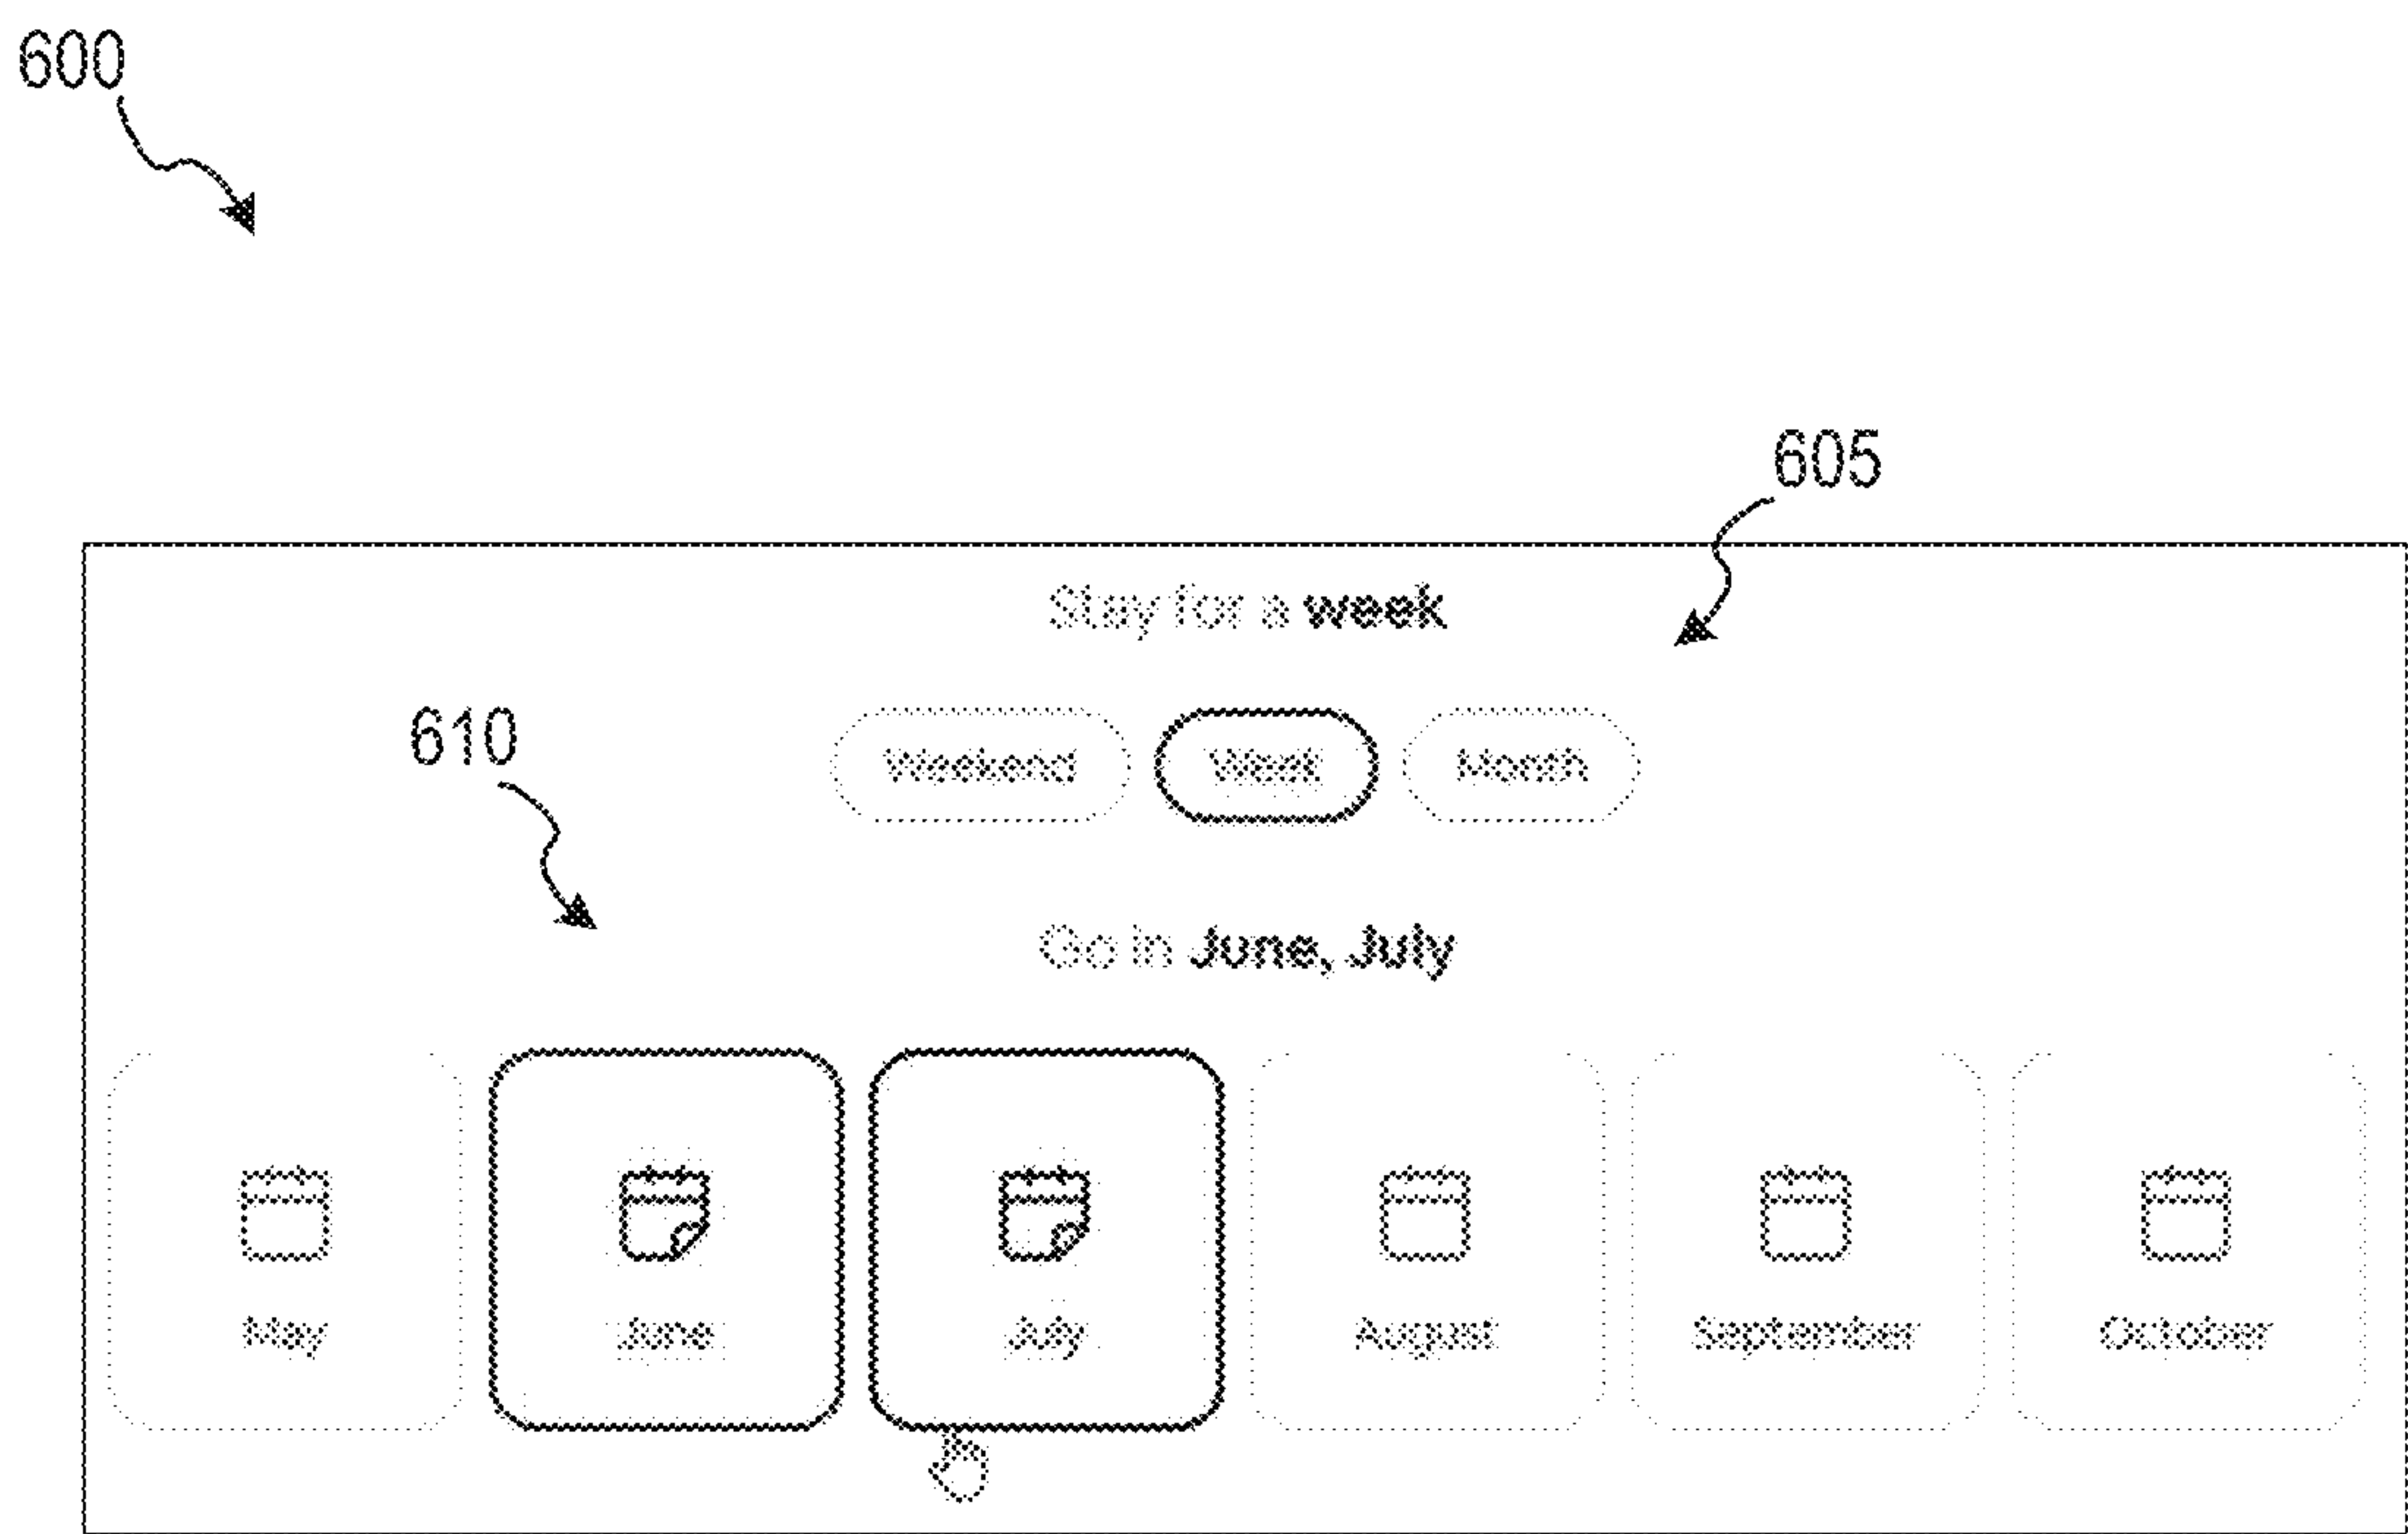 600
605
Stay for a week
610
Weekend Week Month
Go in June, July
May June July August September October